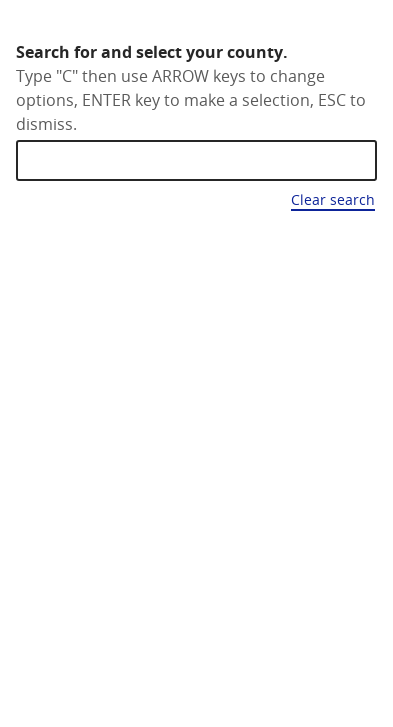 Search for and select your county.
Type "C" then use ARROW keys to change
options, ENTER key to make a selection, ESC to
dismiss.
Clear search